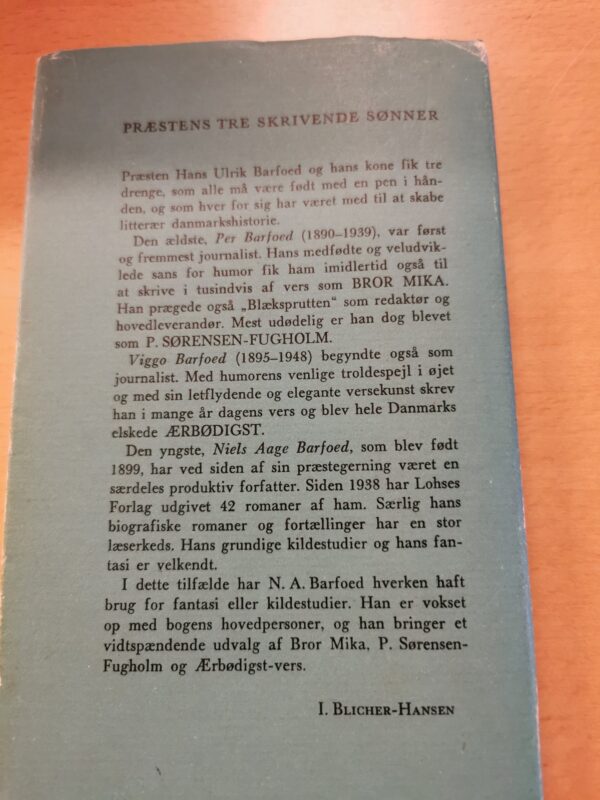 PRÆSTENS TRE SKRIVENDE SØNNER
Præsten Hans Ulrik Barfoed og hans kone fik tre
drenge, som alle må være født med en pen i hån-
den, og som hver for sig har været med til at skabe
litterær danmarkshistorie.
Den ældste, Per Barfoed (1890–1939), var først
og fremmest journalist. Hans medfødte og veludvik-
lede sans for humor fik ham imidlertid også til
at skrive i tusindvis af vers som BROR MIKA.
Han prægede også „Blæksprutten“ som redaktør og
hovedleverandør. Mest udødelig er han dog blevet
som P. SØRENSEN-FUGHOLM.
Viggo Barfoed (1895–1948) begyndte også som
journalist. Med humorens venlige troldespejl i øjet
og med sin letflydende og elegante versekunst skrev
han i mange år dagens vers og blev hele Danmarks
elskede ÆRBØDIGST.
Den yngste, Niels Aage Barfoed, som blev født
1899, har ved siden af sin præstegerning været en
særdeles produktiv forfatter. Siden 1938 har Lohses
Forlag udgivet 42 romaner af ham. Særlig hans
biografiske romaner og fortællinger har en stor
læserkeds. Hans grundige kildestudier og hans fan-
tasi er velkendt.
I dette tilfælde har N. A. Barfoed hverken haft
brug for fantasi eller kildestudier. Han er vokset
op med bogens hovedpersoner, og han bringer et
vidtspændende udvalg af Bror Mika, P. Sørensen-
Fugholm og Ærbødigst-vers.
I. BLICHER-HANSEN